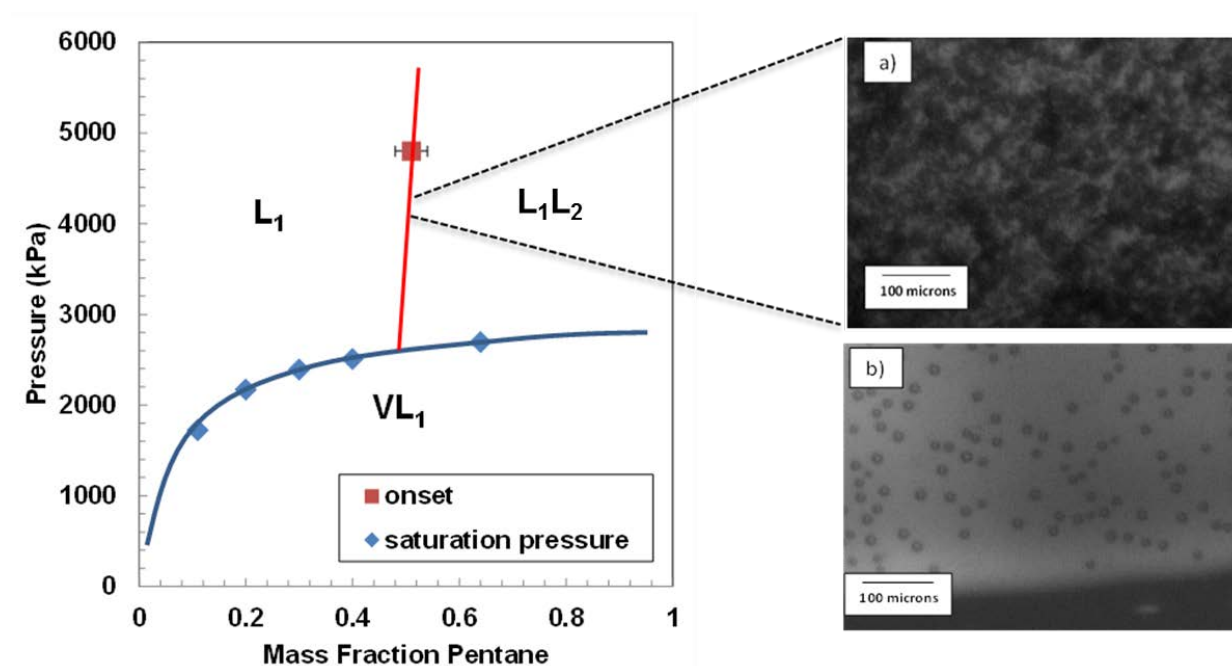 6000
5000
4000
3000
2000
1000
0
Pressure (kPa)
L₁
L₁L₂
VL₁
onset
saturation pressure
0 0.2 0.4 0.6 0.8 1
Mass Fraction Pentane
a)
100 microns
b)
100 microns